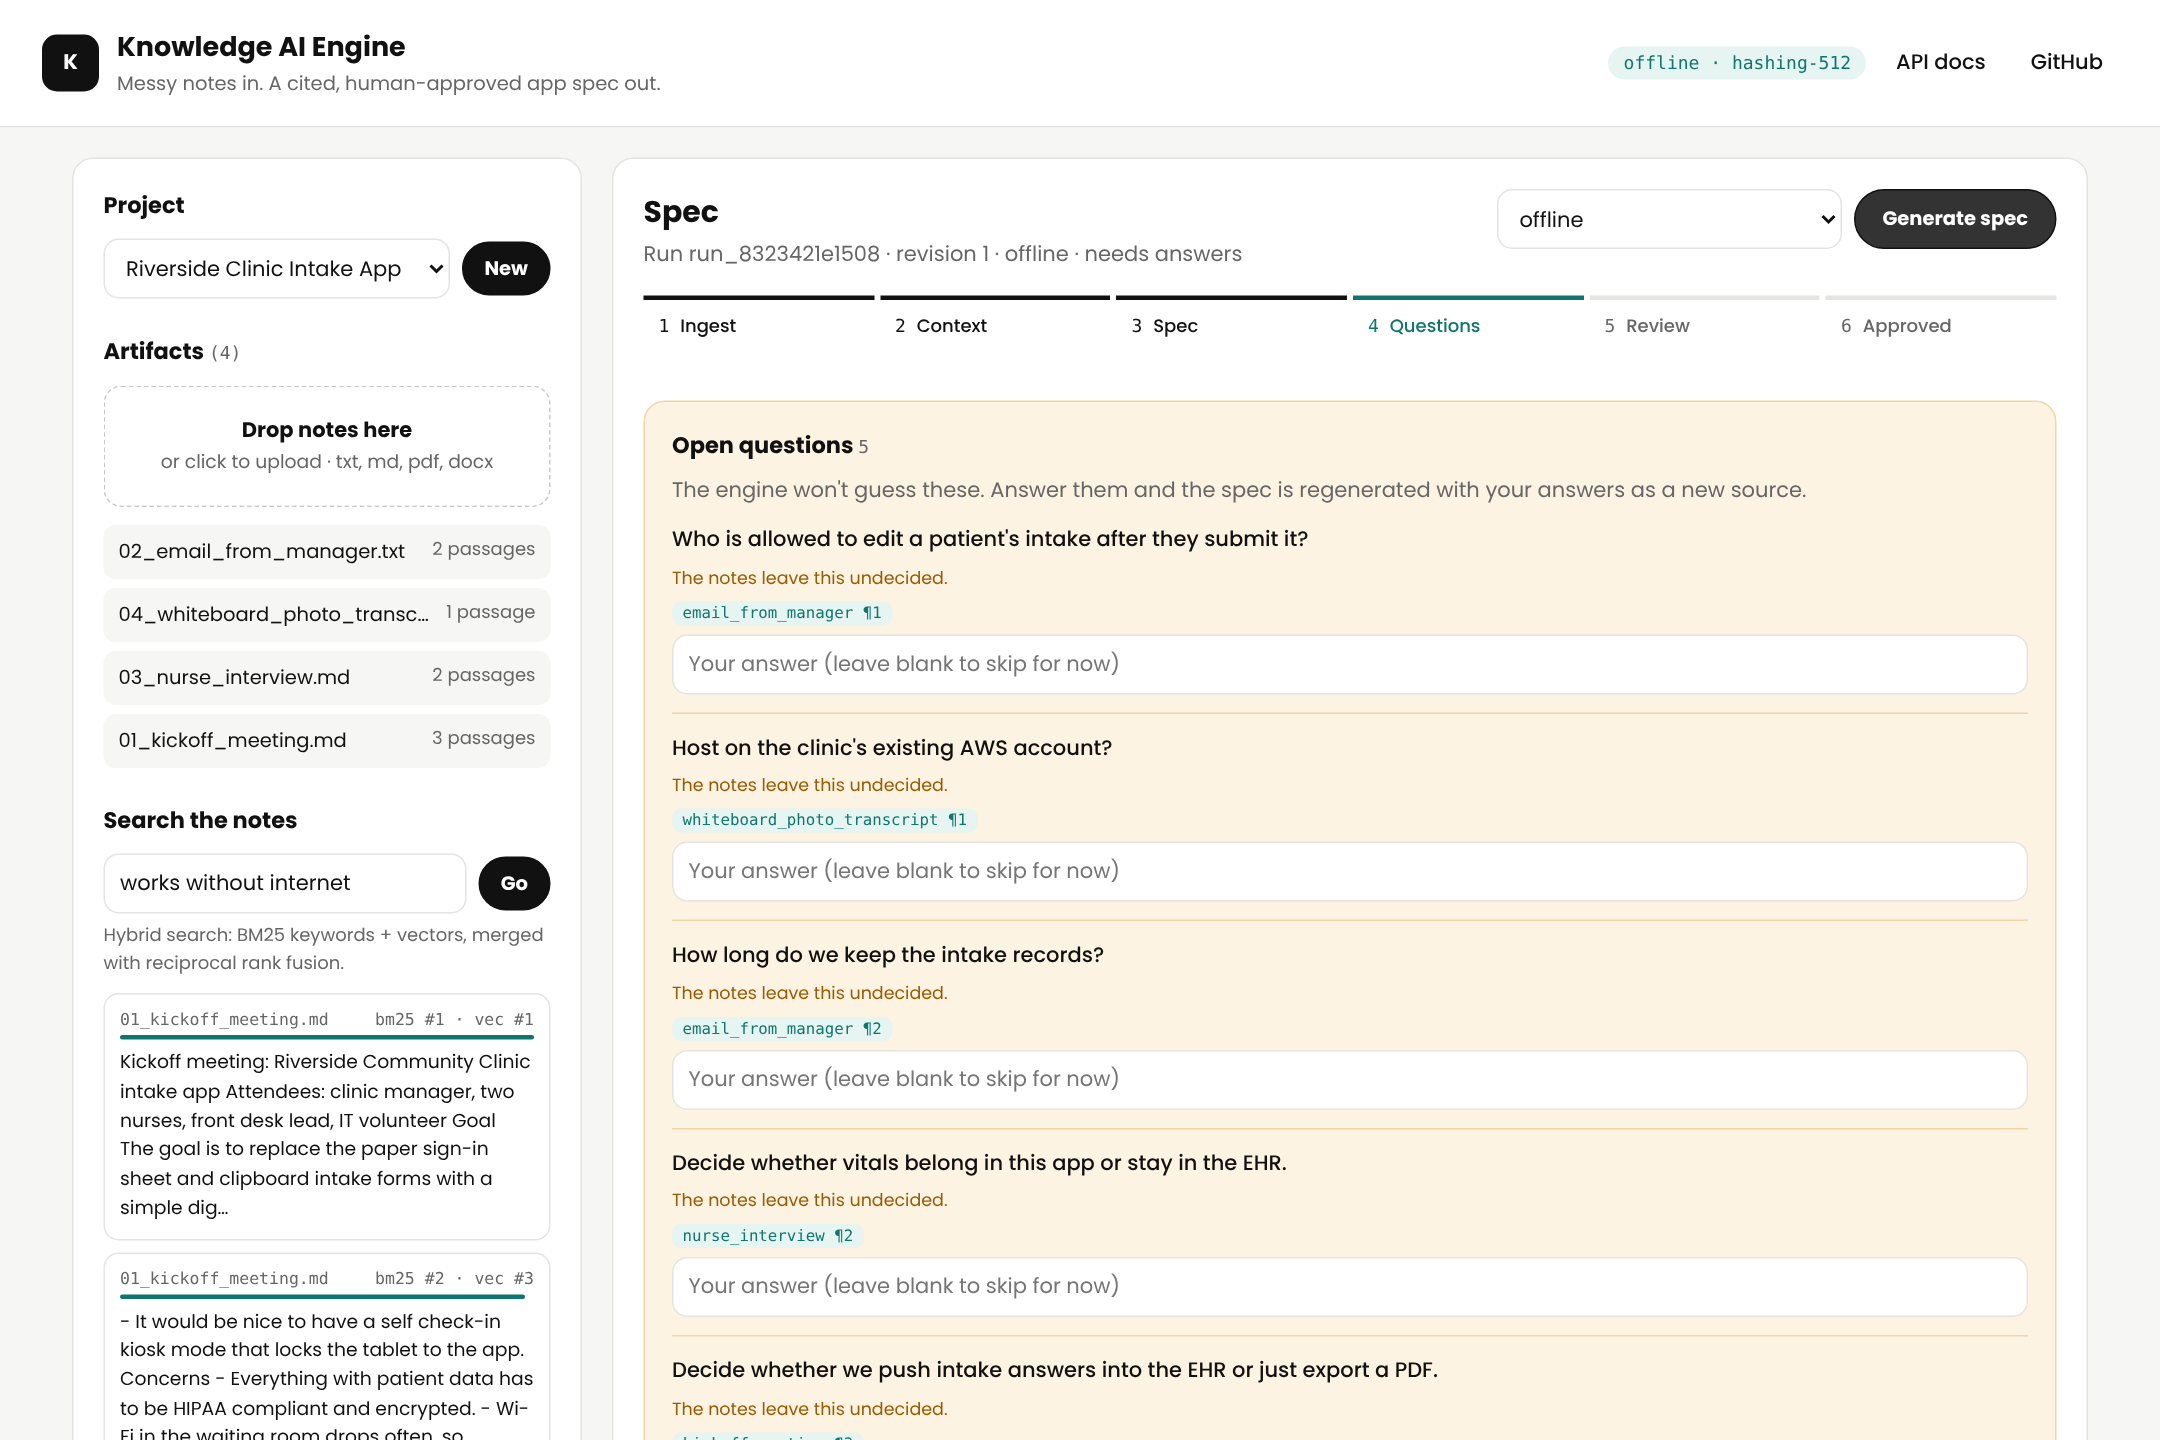 K
Knowledge AI Engine
Messy notes in. A cited, human-approved app spec out.
offline · hashing-512
API docs
GitHub
Project
Riverside Clinic Intake App
New
Artifacts (4)
Drop notes here
or click to upload · txt, md, pdf, docx
02_email_from_manager.txt 2 passages
04_whiteboard_photo_transc... 1 passage
03_nurse_interview.md 2 passages
01_kickoff_meeting.md 3 passages
Search the notes
works without internet
Go
Hybrid search: BM25 keywords + vectors, merged
with reciprocal rank fusion.
01_kickoff_meeting.md bm25 #1 · vec #1
Kickoff meeting: Riverside Community Clinic
intake app Attendees: clinic manager, two
nurses, front desk lead, IT volunteer Goal
The goal is to replace the paper sign-in
sheet and clipboard intake forms with a
simple dig...
01_kickoff_meeting.md bm25 #2 · vec #3
- It would be nice to have a self check-in
kiosk mode that locks the tablet to the app.
Concerns - Everything with patient data has
to be HIPAA compliant and encrypted. - Wi-
Fi in the waiting room drops often, so
Spec
Run run_8323421e1508 · revision 1 · offline · needs answers
offline
Generate spec
1 Ingest
2 Context
3 Spec
4 Questions
5 Review
6 Approved
Open questions 5
The engine won't guess these. Answer them and the spec is regenerated with your answers as a new source.
Who is allowed to edit a patient's intake after they submit it?
The notes leave this undecided.
email_from_manager ¶1
Your answer (leave blank to skip for now)
Host on the clinic's existing AWS account?
The notes leave this undecided.
whiteboard_photo_transcript ¶1
Your answer (leave blank to skip for now)
How long do we keep the intake records?
The notes leave this undecided.
email_from_manager ¶2
Your answer (leave blank to skip for now)
Decide whether vitals belong in this app or stay in the EHR.
The notes leave this undecided.
nurse_interview ¶2
Your answer (leave blank to skip for now)
Decide whether we push intake answers into the EHR or just export a PDF.
The notes leave this undecided.